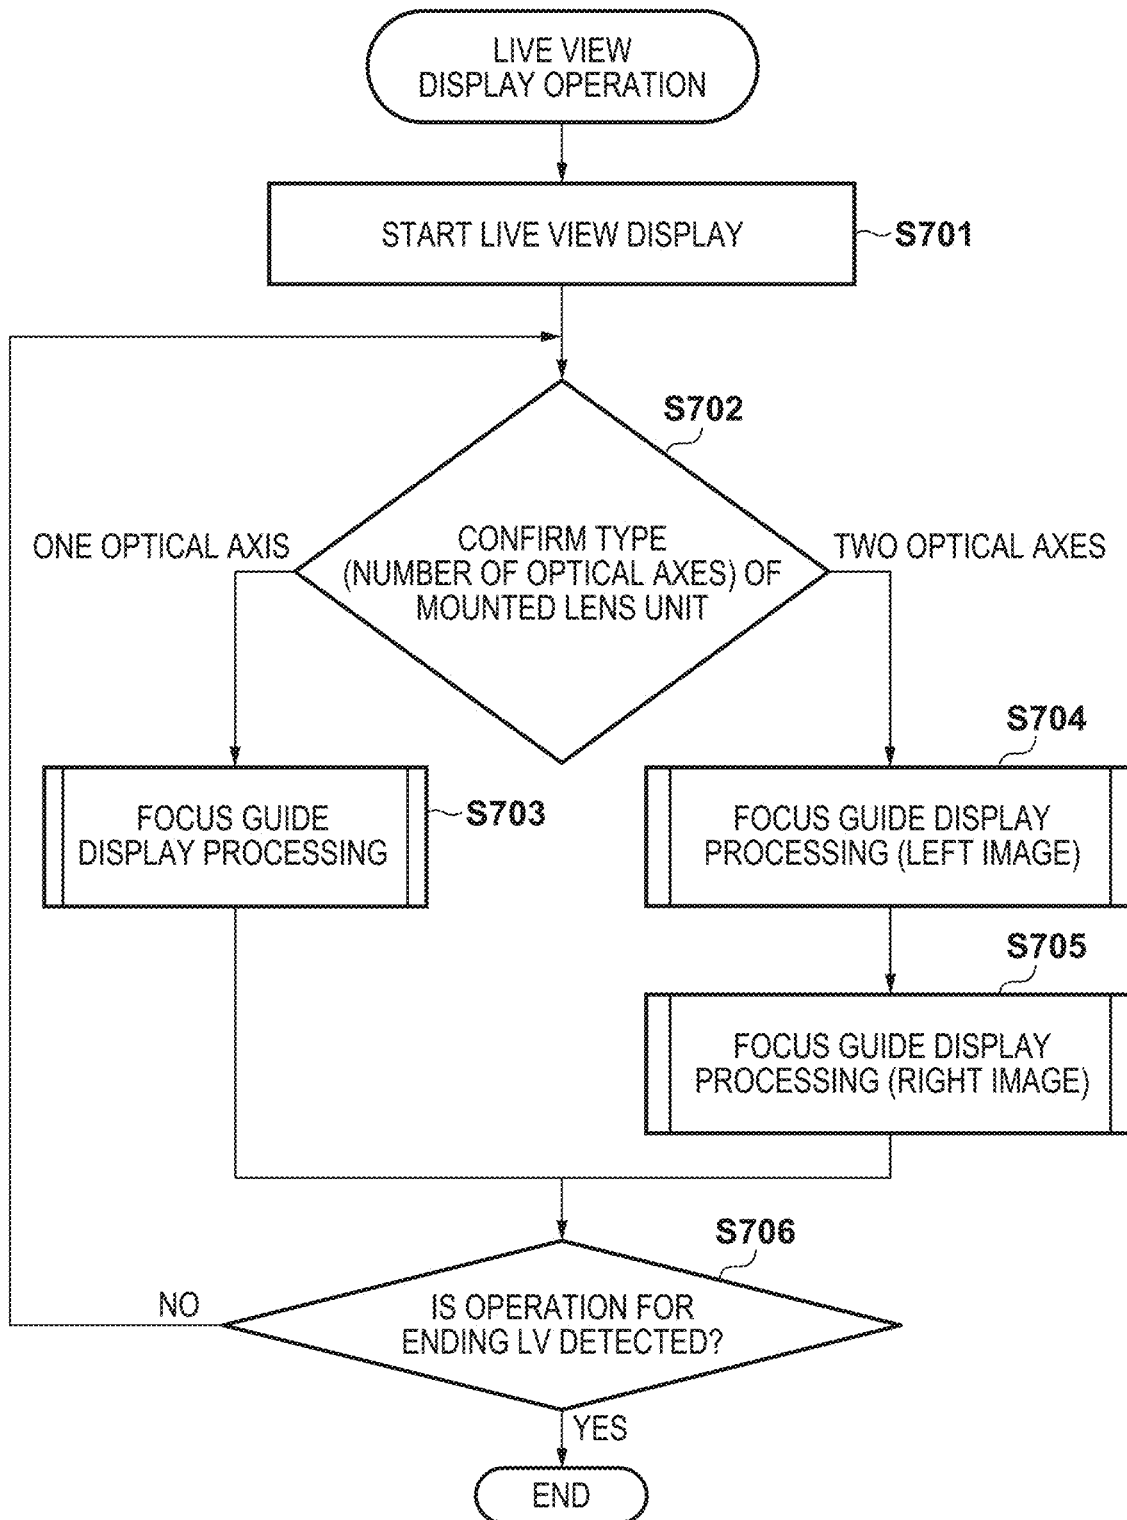 LIVE VIEW
DISPLAY OPERATION
START LIVE VIEW DISPLAY
S701
S702
ONE OPTICAL AXIS
CONFIRM TYPE
(NUMBER OF OPTICAL AXES) OF
MOUNTED LENS UNIT
TWO OPTICAL AXES
FOCUS GUIDE
DISPLAY PROCESSING
S703
S704
FOCUS GUIDE DISPLAY
PROCESSING (LEFT IMAGE)
S705
FOCUS GUIDE DISPLAY
PROCESSING (RIGHT IMAGE)
S706
NO
IS OPERATION FOR
ENDING LV DETECTED?
YES
END